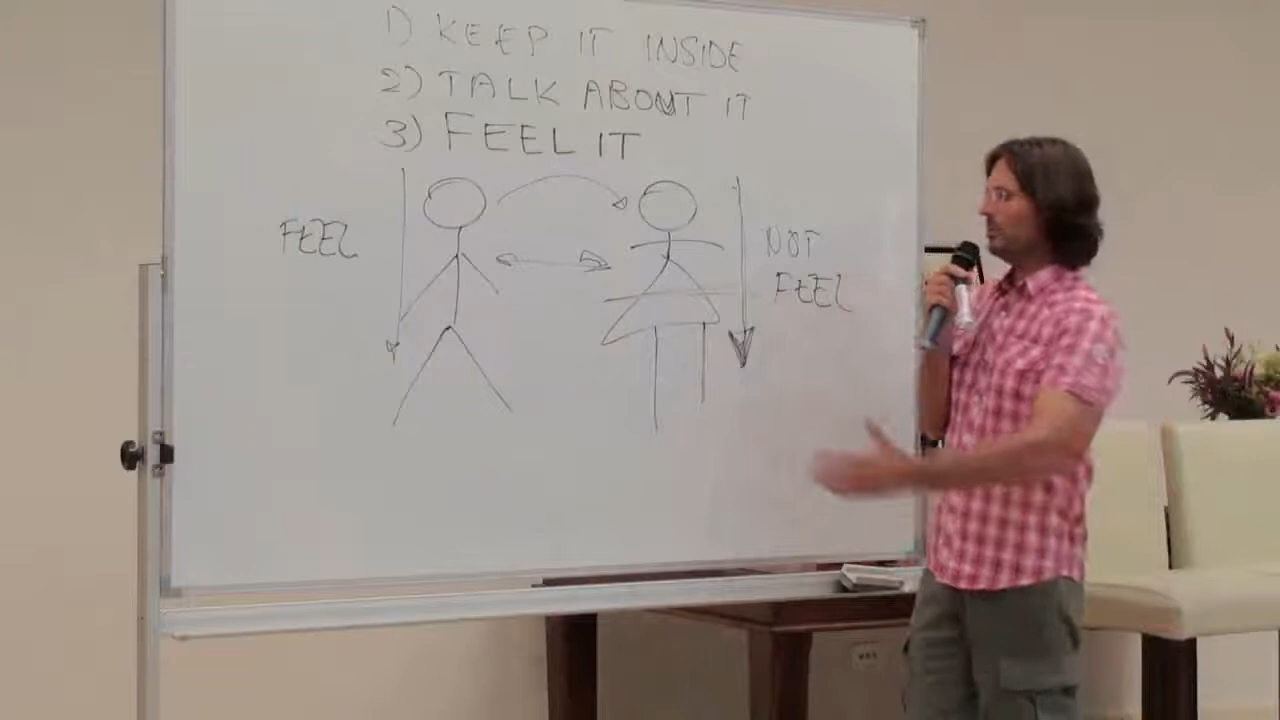 1) KEEP IT INSIDE
2) TALK ABOUT IT
3) FEEL IT
FEEL
NOT
FEEL